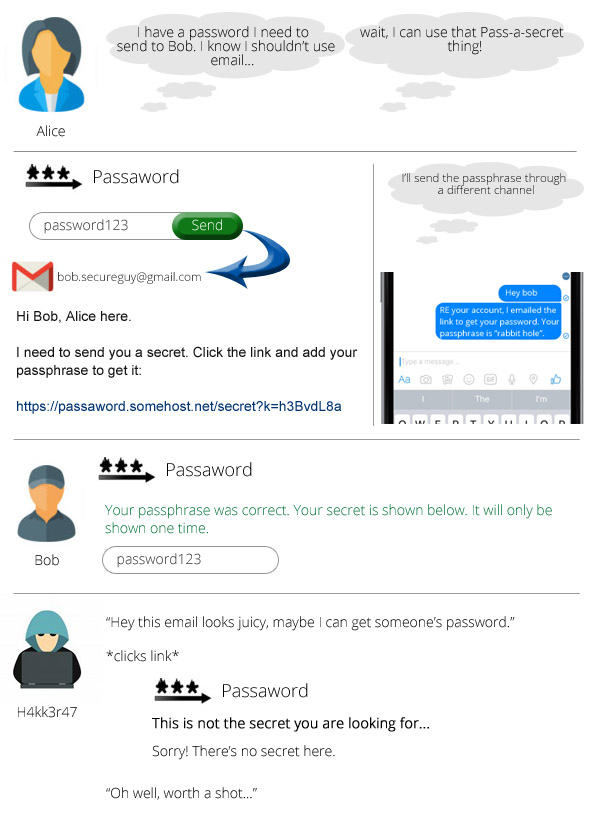 I have a password I need to
send to Bob. I know I shouldn't use
email...
wait, I can use that Pass-a-secret
thing!
Alice
Passaword
password123
Send
bob.secureguy@gmail.com
Hi Bob, Alice here.
I need to send you a secret. Click the link and add your
passphrase to get it:
https://passaword.somehost.net/secret?k=h3BvdL8a
I'll send the passphrase through
a different channel
Hey bob
RE your account, I emailed the
link to get your password. Your
passphrase is "rabbit hole".
Type a message...
Aa
GIF
I
The
I'm
Q W E R T Y U I O P
Passaword
Your passphrase was correct. Your secret is shown below. It will only be
shown one time.
Bob
password123
"Hey this email looks juicy, maybe I can get someone's password."
*clicks link*
H4kk3r47
Passaword
This is not the secret you are looking for...
Sorry! There's no secret here.
"Oh well, worth a shot..."